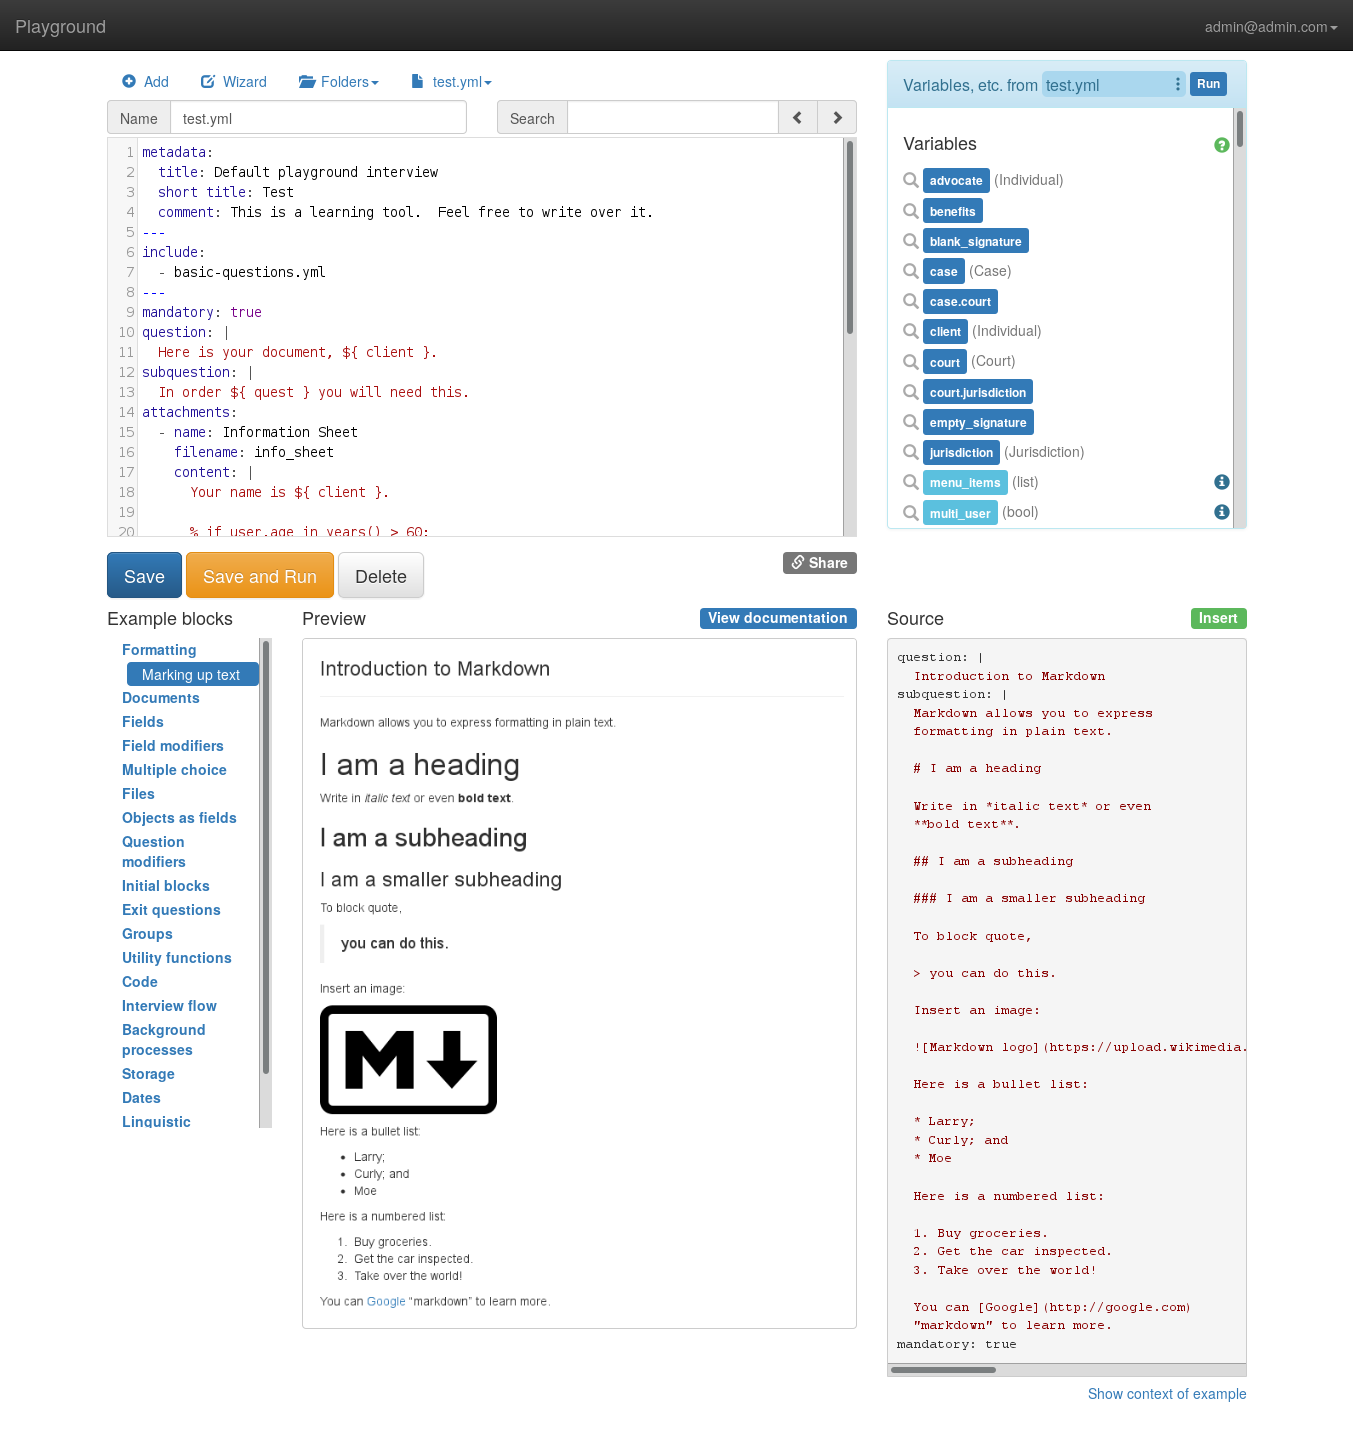 Playground
admin@admin.com
Add Wizard Folders test.yml
Name test.yml
Search
1 metadata:
2   title: Default playground interview
3   short title: Test
4   comment: This is a learning tool.  Feel free to write over it.
5 ---
6 include:
7   - basic-questions.yml
8 ---
9 mandatory: true
10 question: |
11   Here is your document, ${ client }.
12 subquestion: |
13   In order ${ quest } you will need this.
14 attachments:
15   - name: Information Sheet
16     filename: info_sheet
17     content: |
18       Your name is ${ client }.
19
20       % if user.age_in_years() > 60:
Variables, etc. from test.yml Run
Variables
advocate (Individual)
benefits
blank_signature
case (Case)
case.court
client (Individual)
court (Court)
court.jurisdiction
empty_signature
jurisdiction (Jurisdiction)
menu_items (list)
multi_user (bool)
Save Save and Run Delete
Share
Example blocks
Formatting
Marking up text
Documents
Fields
Field modifiers
Multiple choice
Files
Objects as fields
Question
modifiers
Initial blocks
Exit questions
Groups
Utility functions
Code
Interview flow
Background
processes
Storage
Dates
Linguistic
Preview View documentation
Introduction to Markdown
Markdown allows you to express formatting in plain text.
I am a heading
Write in italic text or even bold text.
I am a subheading
I am a smaller subheading
To block quote,
you can do this.
Insert an image:
M
Here is a bullet list:
• Larry;
• Curly; and
• Moe
Here is a numbered list:
1. Buy groceries.
2. Get the car inspected.
3. Take over the world!
You can Google “markdown” to learn more.
Source Insert
question: |
  Introduction to Markdown
subquestion: |
  Markdown allows you to express
  formatting in plain text.

  # I am a heading

  Write in *italic text* or even
  **bold text**.

  ## I am a subheading

  ### I am a smaller subheading

  To block quote,

  > you can do this.

  Insert an image:

  ![Markdown logo](https://upload.wikimedia.

  Here is a bullet list:

  * Larry;
  * Curly; and
  * Moe

  Here is a numbered list:

  1. Buy groceries.
  2. Get the car inspected.
  3. Take over the world!

  You can [Google](http://google.com)
  "markdown" to learn more.
mandatory: true
Show context of example